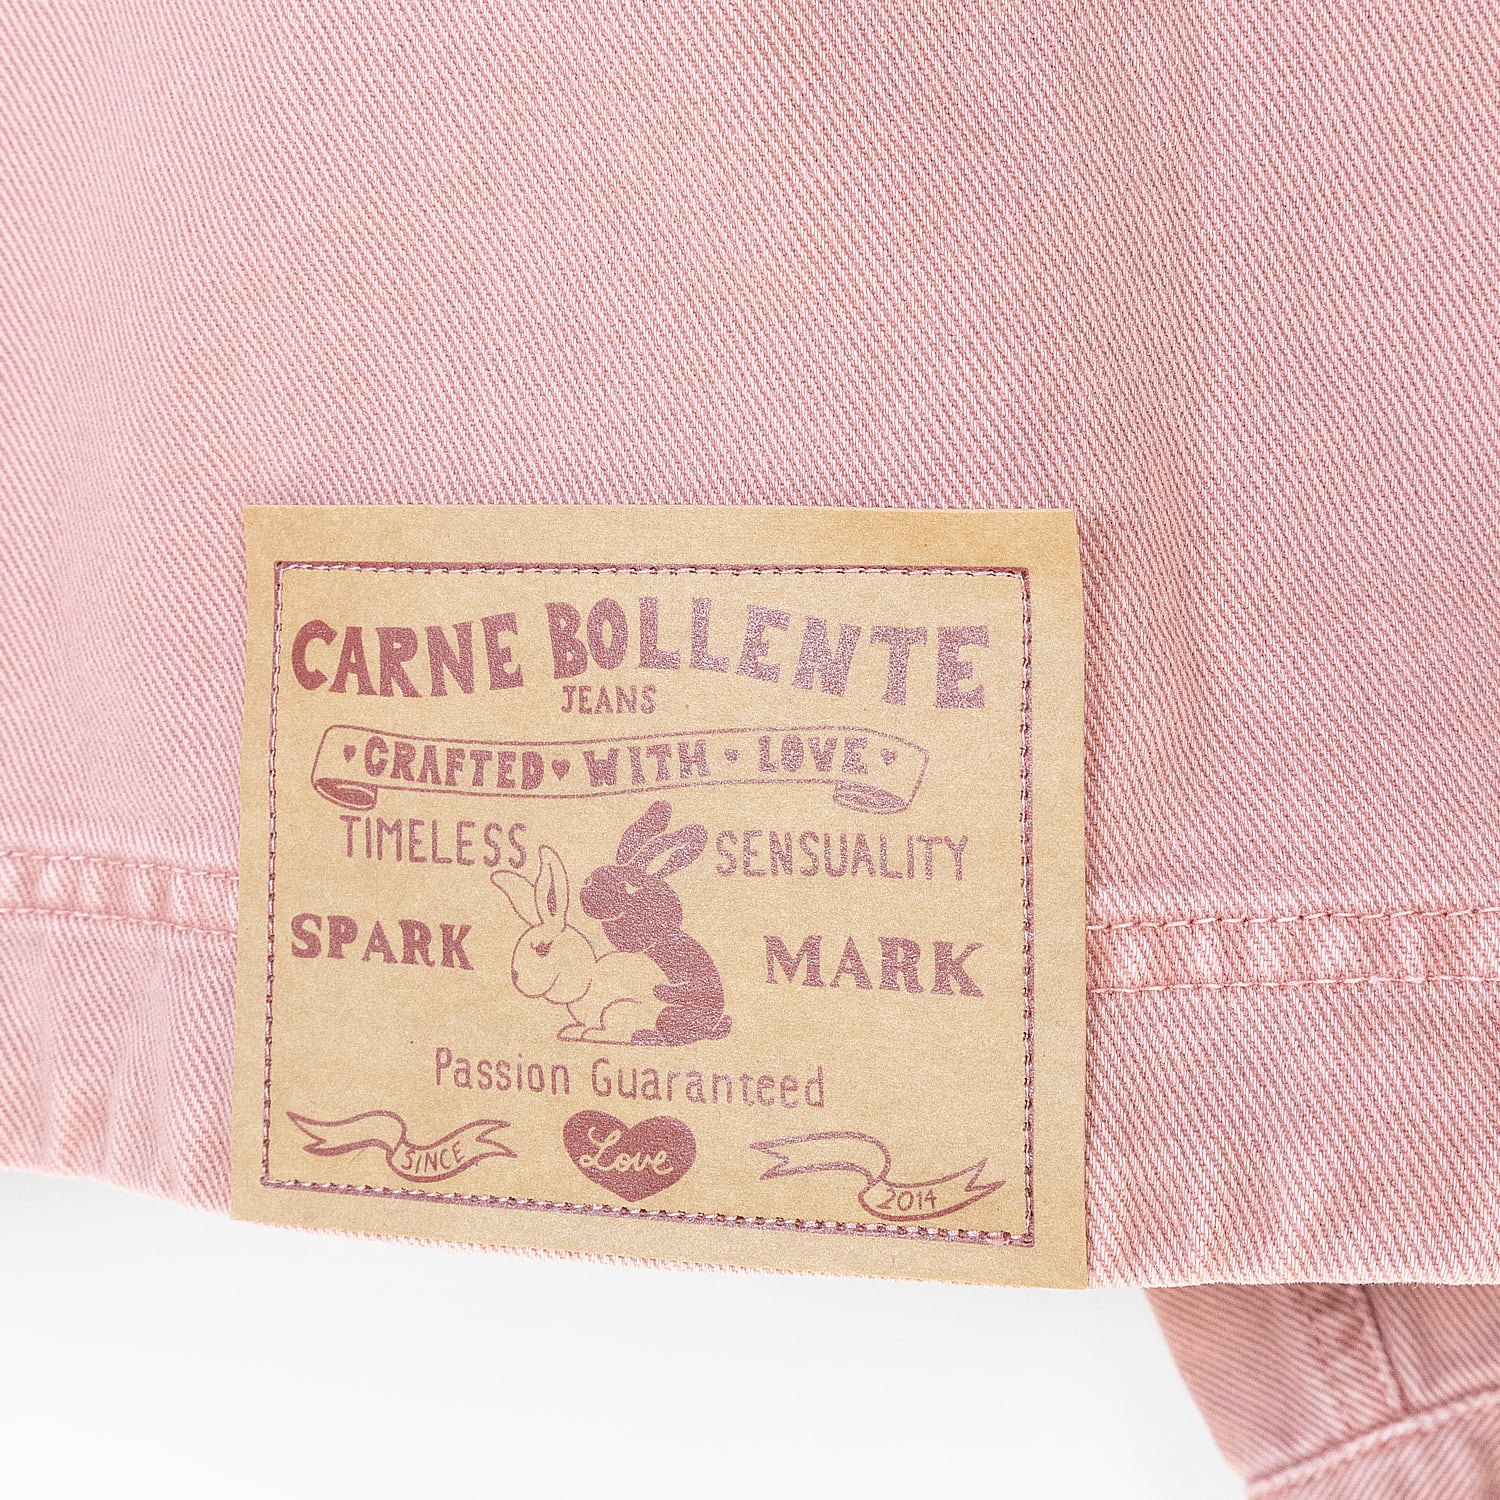 CARNE BOLLENTE
JEANS
CRAFTED WITH LOVE
TIMELESS SENSUALITY
SPARK MARK
Passion Guaranteed
SINCE Love 2014